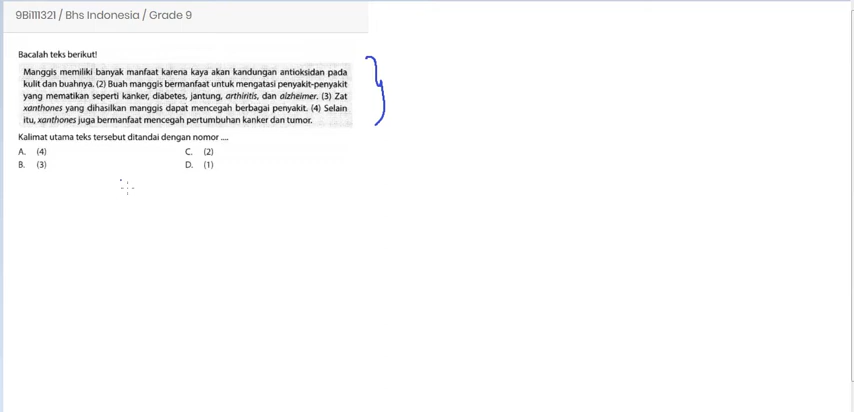 9Bi111321 / Bhs Indonesia / Grade 9
Bacalah teks berikut!
Manggis memiliki banyak manfaat karena kaya akan kandungan antioksidan pada
kulit dan buahnya. (2) Buah manggis bermanfaat untuk mengatasi penyakit-penyakit
yang mematikan seperti kanker, diabetes, jantung, arthiritis, dan alzheimer. (3) Zat
xanthones yang dihasilkan manggis dapat mencegah berbagai penyakit. (4) Selain
itu, xanthones juga bermanfaat mencegah pertumbuhan kanker dan tumor.
Kalimat utama teks tersebut ditandai dengan nomor ....
A. (4)
B. (3)
C. (2)
D. (1)